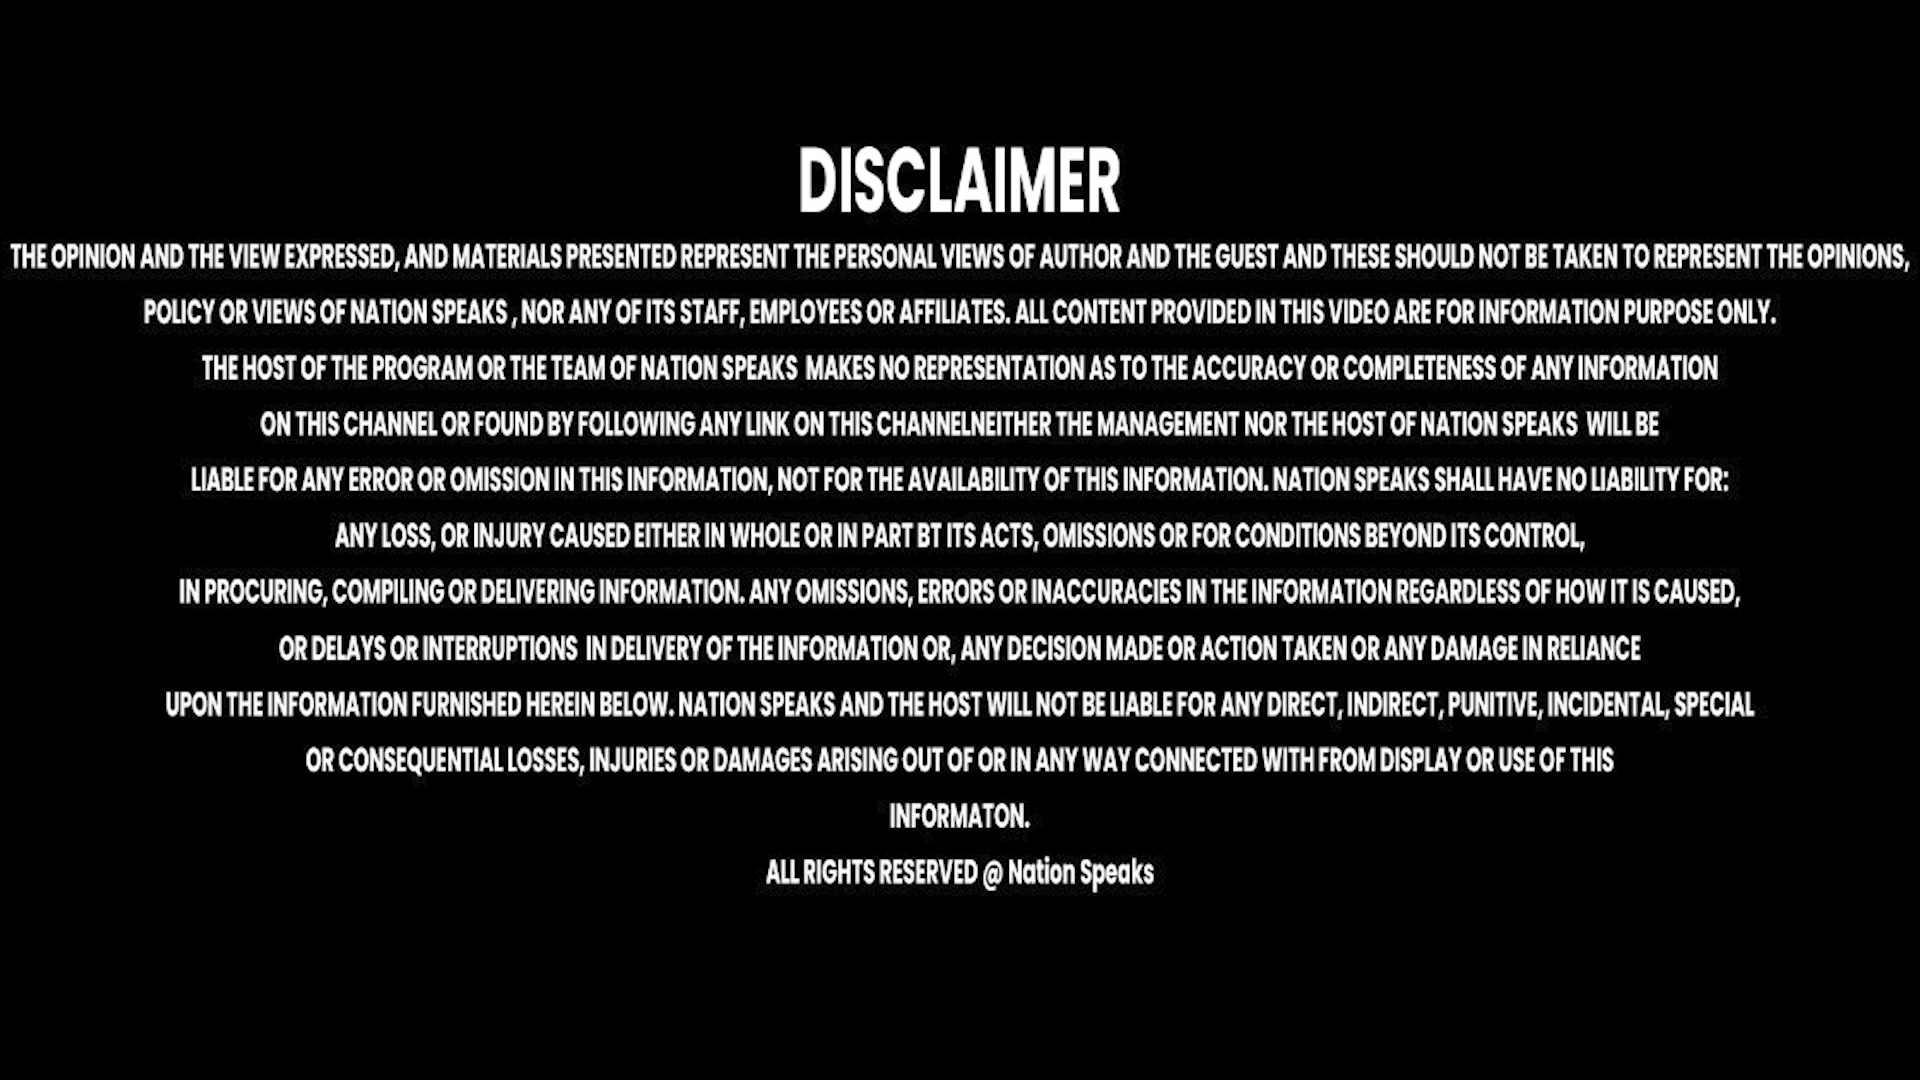 DISCLAIMER
THE OPINION AND THE VIEW EXPRESSED, AND MATERIALS PRESENTED REPRESENT THE PERSONAL VIEWS OF AUTHOR AND THE GUEST AND THESE SHOULD NOT BE TAKEN TO REPRESENT THE OPINIONS,
POLICY OR VIEWS OF NATION SPEAKS , NOR ANY OF ITS STAFF, EMPLOYEES OR AFFILIATES. ALL CONTENT PROVIDED IN THIS VIDEO ARE FOR INFORMATION PURPOSE ONLY.
THE HOST OF THE PROGRAM OR THE TEAM OF NATION SPEAKS  MAKES NO REPRESENTATION AS TO THE ACCURACY OR COMPLETENESS OF ANY INFORMATION
ON THIS CHANNEL OR FOUND BY FOLLOWING ANY LINK ON THIS CHANNELNEITHER THE MANAGEMENT NOR THE HOST OF NATION SPEAKS  WILL BE
LIABLE FOR ANY ERROR OR OMISSION IN THIS INFORMATION, NOT FOR THE AVAILABILITY OF THIS INFORMATION. NATION SPEAKS SHALL HAVE NO LIABILITY FOR:
ANY LOSS, OR INJURY CAUSED EITHER IN WHOLE OR IN PART BT ITS ACTS, OMISSIONS OR FOR CONDITIONS BEYOND ITS CONTROL,
IN PROCURING, COMPILING OR DELIVERING INFORMATION. ANY OMISSIONS, ERRORS OR INACCURACIES IN THE INFORMATION REGARDLESS OF HOW IT IS CAUSED,
OR DELAYS OR INTERRUPTIONS  IN DELIVERY OF THE INFORMATION OR, ANY DECISION MADE OR ACTION TAKEN OR ANY DAMAGE IN RELIANCE
UPON THE INFORMATION FURNISHED HEREIN BELOW. NATION SPEAKS AND THE HOST WILL NOT BE LIABLE FOR ANY DIRECT, INDIRECT, PUNITIVE, INCIDENTAL, SPECIAL
OR CONSEQUENTIAL LOSSES, INJURIES OR DAMAGES ARISING OUT OF OR IN ANY WAY CONNECTED WITH FROM DISPLAY OR USE OF THIS
INFORMATON.
ALL RIGHTS RESERVED @ Nation Speaks